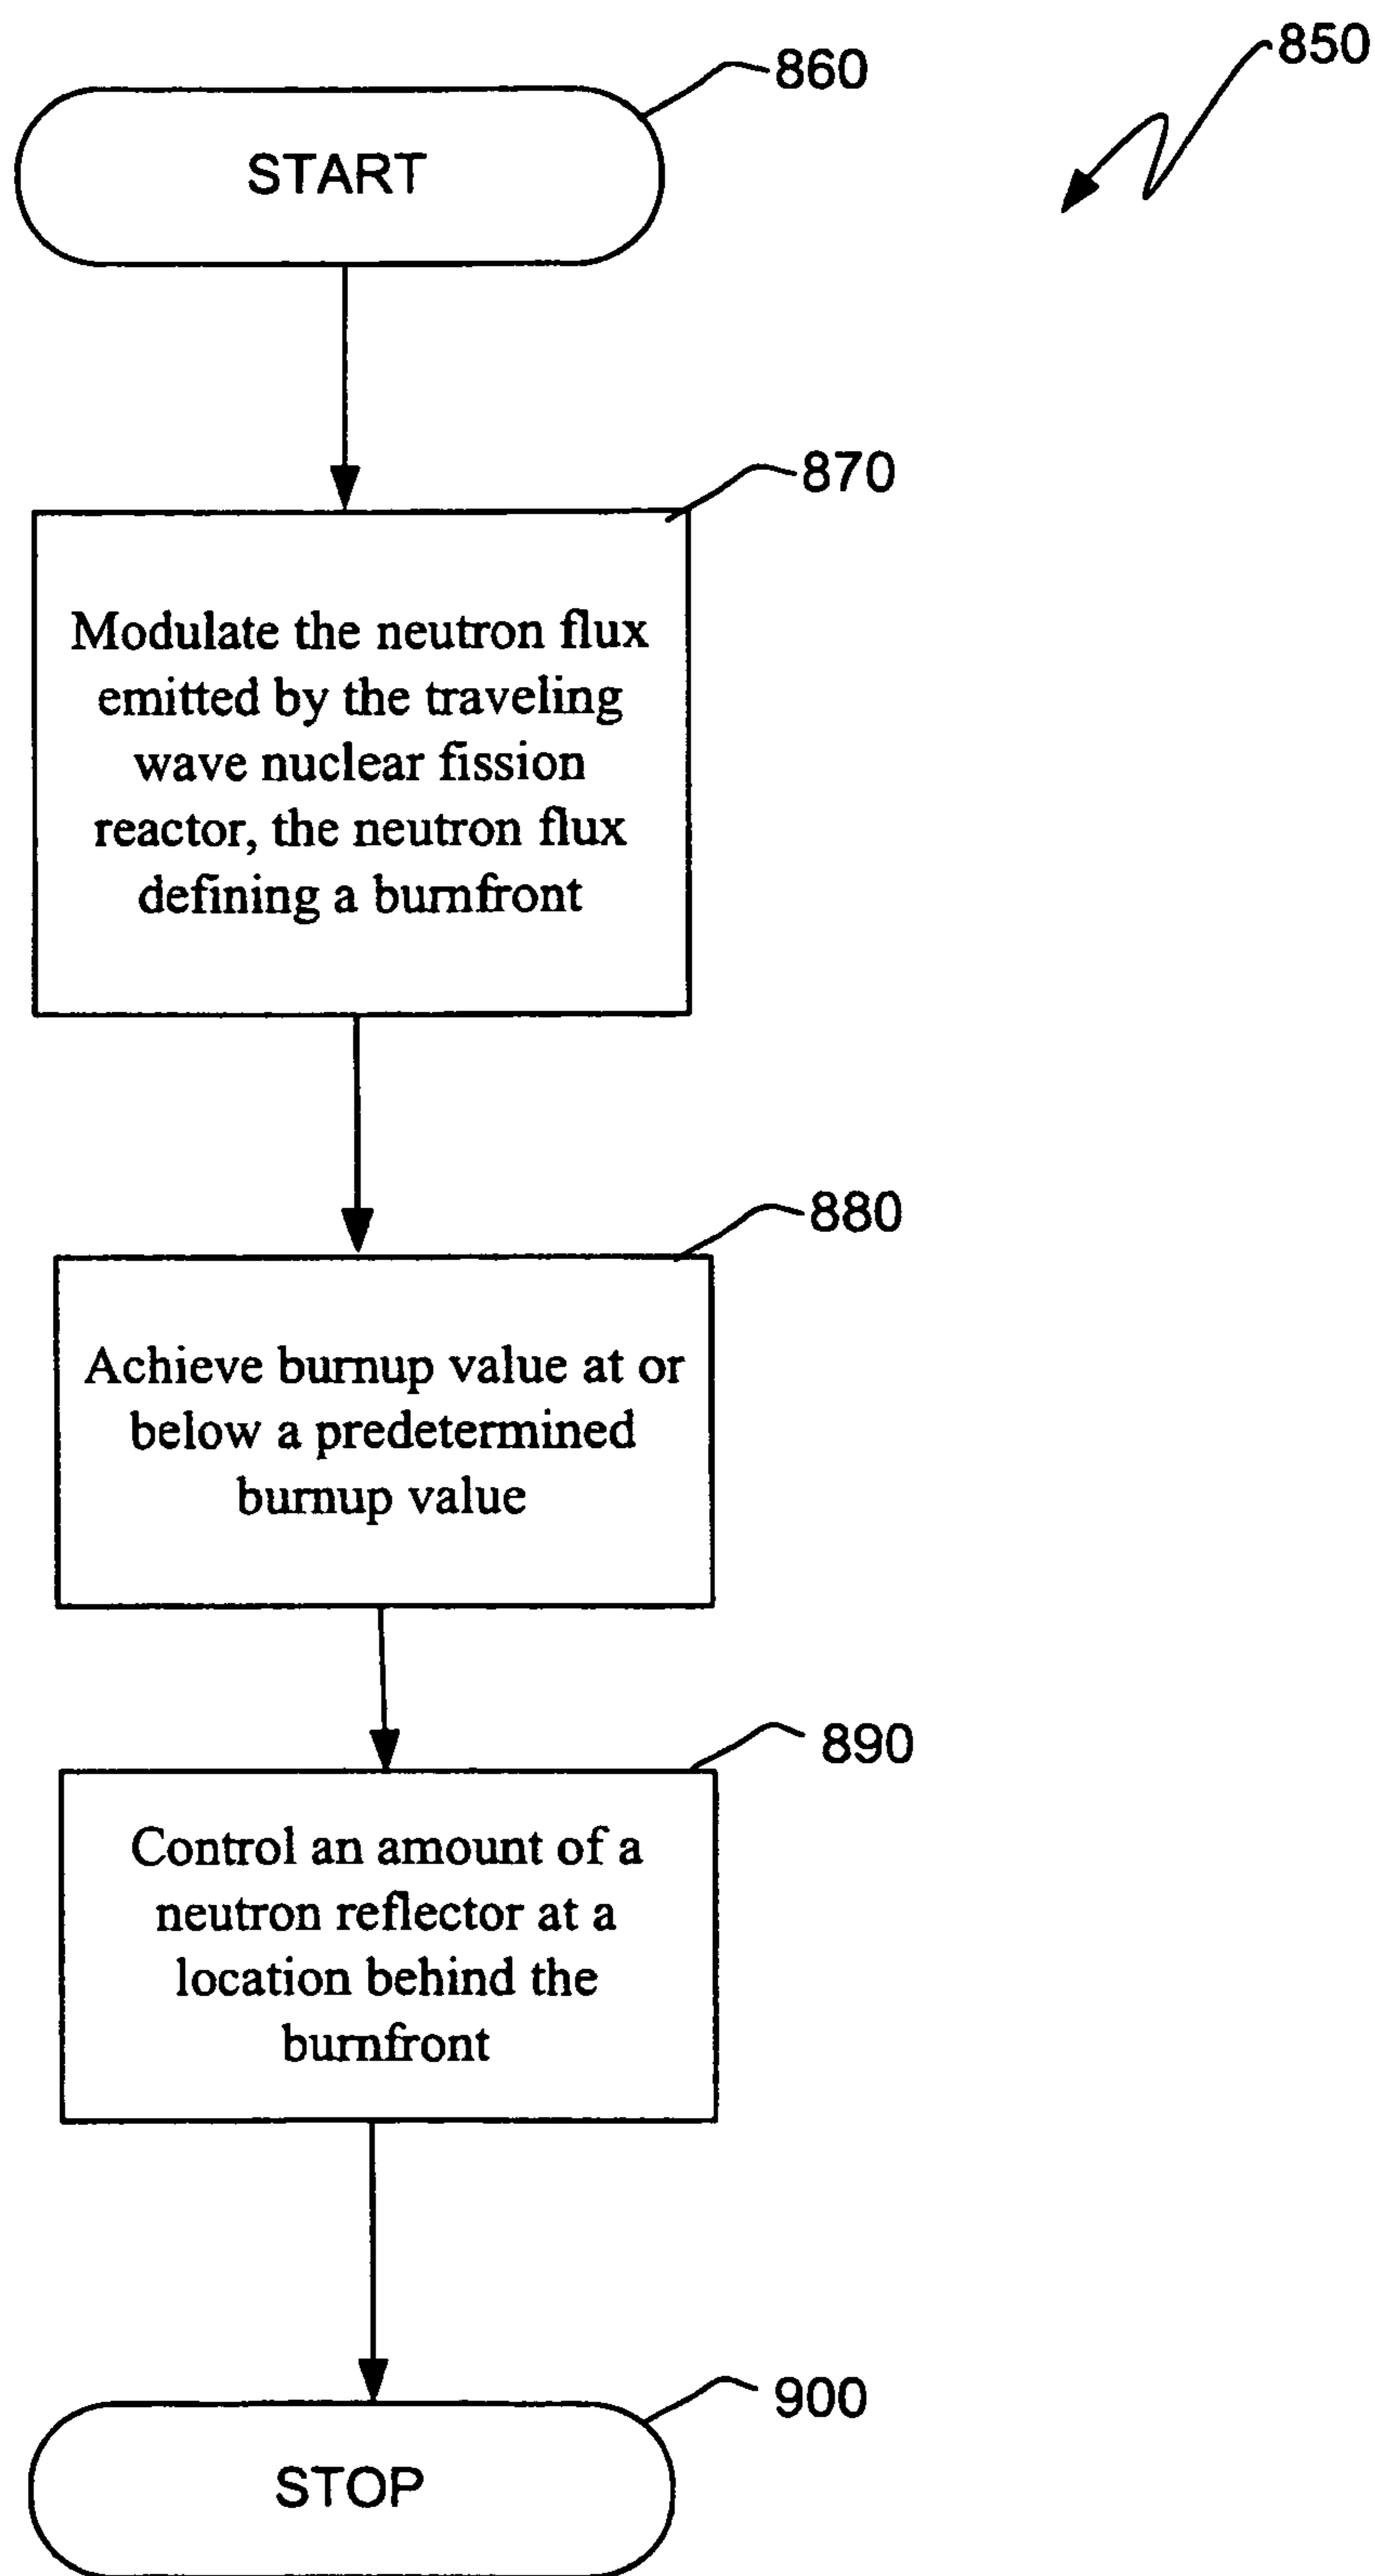 850
860
START
870
Modulate the neutron flux
emitted by the traveling
wave nuclear fission
reactor, the neutron flux
defining a burnfront
880
Achieve burnup value at or
below a predetermined
burnup value
890
Control an amount of a
neutron reflector at a
location behind the
burnfront
900
STOP